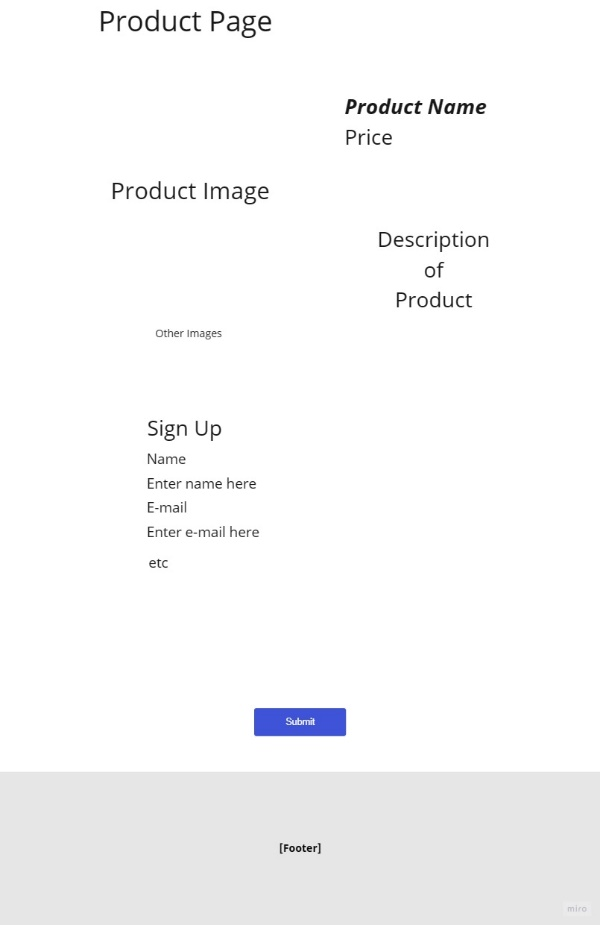 Product Page
Product Name
Price
Product Image
Description
of
Product
Other Images
Sign Up
Name
Enter name here
E-mail
Enter e-mail here
etc
Submit
[Footer]
miro